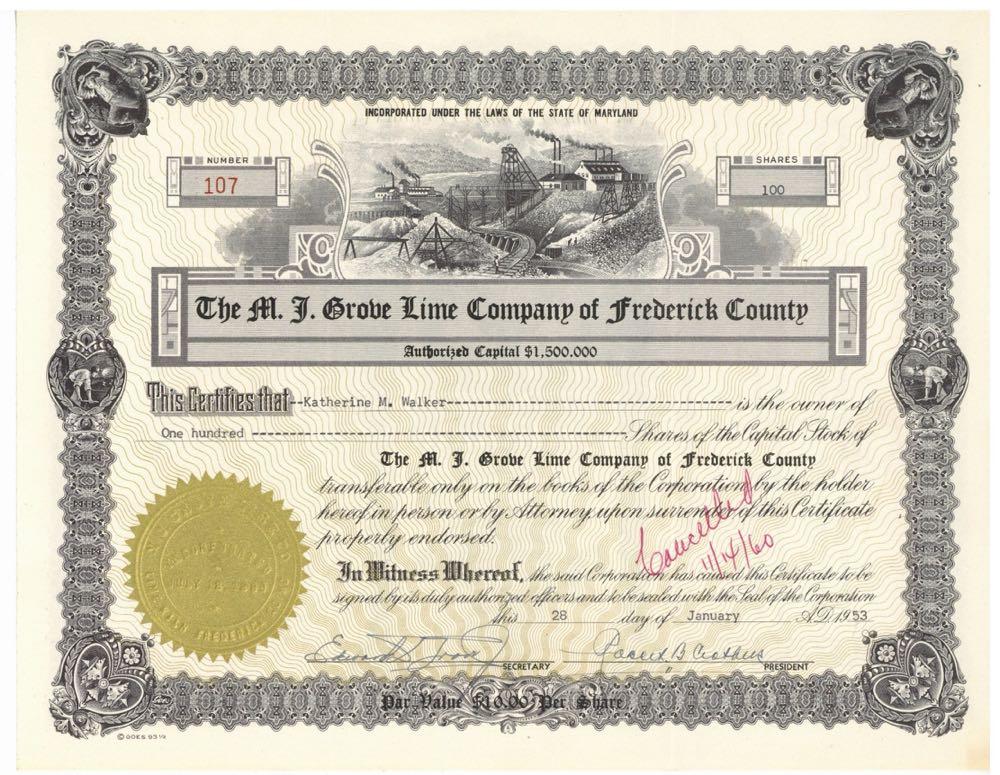 INCORPORATED UNDER THE LAWS OF THE STATE OF MARYLAND
NUMBER
107
SHARES
100
The M. J. Grove Lime Company of Frederick County
Authorized Capital $1,500.000
This Certifies that--Katherine M. Walker-------------------------------- is the owner of
One hundred ------------------------------------------ Shares of the Capital Stock of
The M. J. Grove Lime Company of Frederick County
transferable only on the books of the Corporation by the holder
hereof in person or by Attorney, upon surrender of this Certificate
properly endorsed.
Cancelled
11/14/60
In Witness Whereof, the said Corporation has caused this Certificate to be
signed by its duly authorized officers and to be sealed with the Seal of the Corporation
this 28 day of January A.D. 1953
SECRETARY
PRESIDENT
Par Value $10.00 Per Share
© GOES 93½